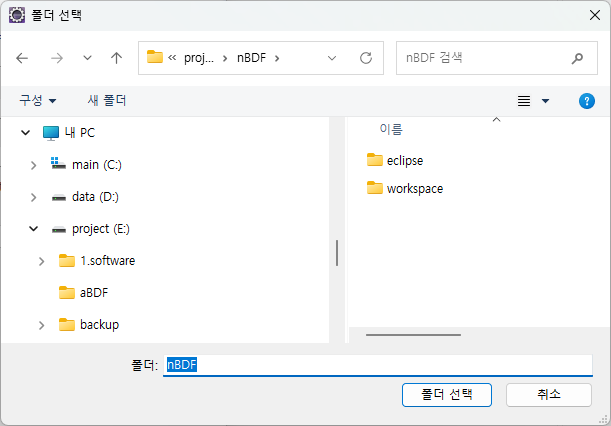 폴더 선택
« proj... > nBDF >
nBDF 검색
구성 새 폴더
내 PC
main (C:)
data (D:)
project (E:)
1.software
aBDF
backup
이름
eclipse
workspace
폴더: nBDF
폴더 선택 취소